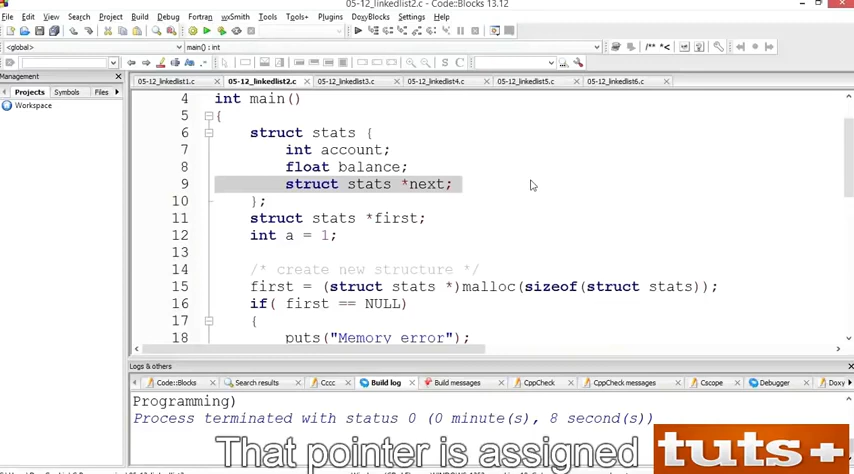 05-12_linkedlist2.c - Code::Blocks 13.12
File Edit View Search Project Build Debug Fortran wxSmith Tools Tools+ Plugins DoxyBlocks Settings Help
<global> main() : int
Management
05-12_linkedlist1.c 05-12_linkedlist2.c 05-12_linkedlist3.c 05-12_linkedlist4.c 05-12_linkedlist5.c 05-12_linkedlist6.c
Projects Symbols Files
Workspace
4 int main()
5 {
6 struct stats {
7 int account;
8 float balance;
9 struct stats *next;
10 };
11 struct stats *first;
12 int a = 1;
13
14 /* create new structure */
15 first = (struct stats *)malloc(sizeof(struct stats));
16 if( first == NULL)
17 {
18 puts("Memory error");
Logs & others
Code::Blocks Search results Cccc Build log Build messages CppCheck CppCheck messages Cscope Debugger Doxy
Programming)
Process terminated with status 0 (0 minute(s), 8 second(s))
That pointer is assigned
tuts+